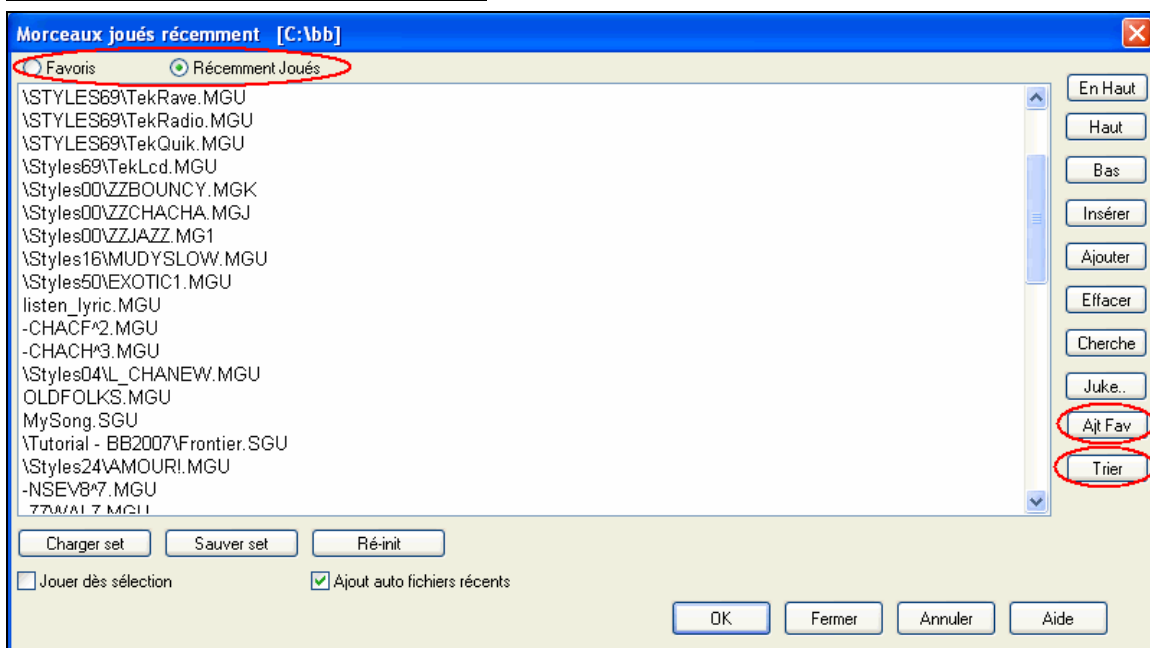 Morceaux joués récemment [C:\bb]
Favoris Récemment Joués
\STYLES69\TekRave.MGU
\STYLES69\TekRadio.MGU
\STYLES69\TekQuik.MGU
\Styles69\TekLcd.MGU
\Styles00\ZZBOUNCY.MGK
\Styles00\ZZCHACHA.MGJ
\Styles00\ZZJAZZ.MG1
\Styles16\MUDYSLOW.MGU
\Styles50\EXOTIC1.MGU
listen_lyric.MGU
-CHACF^2.MGU
-CHACH^3.MGU
\Styles04\L_CHANEW.MGU
OLDFOLKS.MGU
MySong.SGU
\Tutorial - BB2007\Frontier.SGU
\Styles24\AMOUR!.MGU
-NSEV8^7.MGU
En Haut
Haut
Bas
Insérer
Ajouter
Effacer
Cherche
Juke..
Ajt Fav
Trier
Charger set Sauver set Ré-init
Jouer dès sélection Ajout auto fichiers récents
OK Fermer Annuler Aide